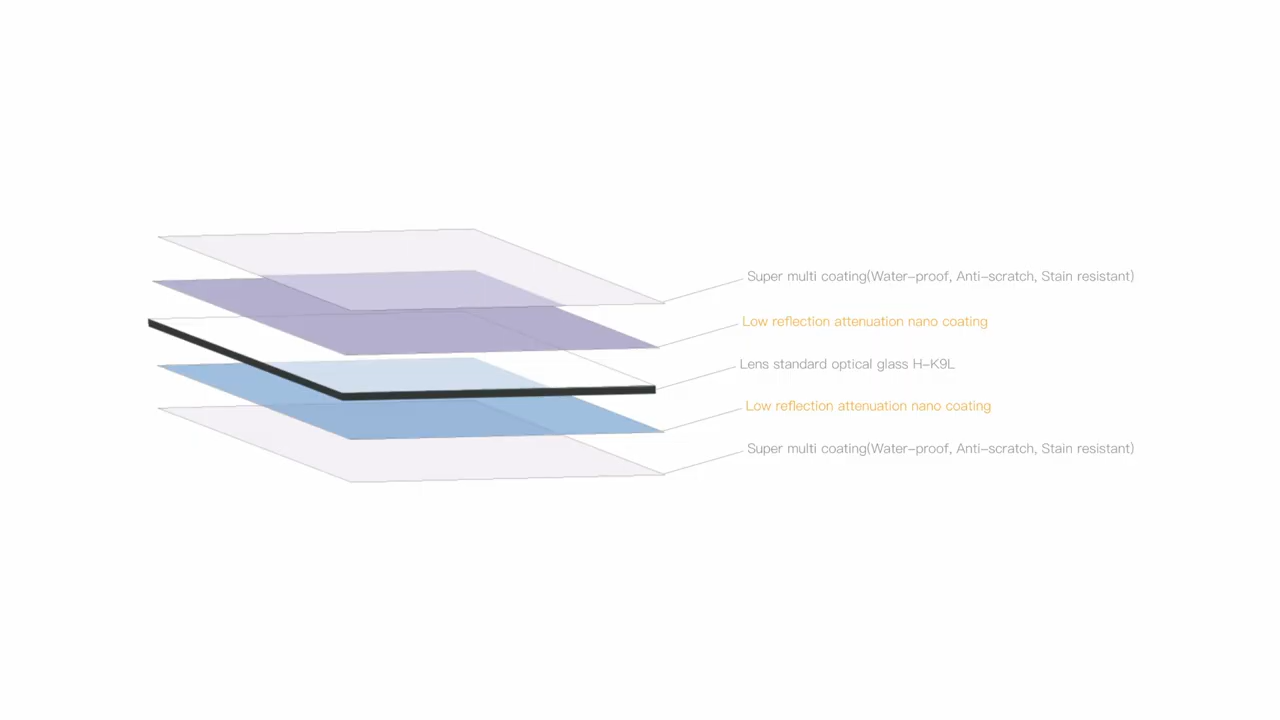 Super multi coating(Water-proof, Anti-scratch, Stain resistant)
Low reflection attenuation nano coating
Lens standard optical glass H-K9L
Low reflection attenuation nano coating
Super multi coating(Water-proof, Anti-scratch, Stain resistant)